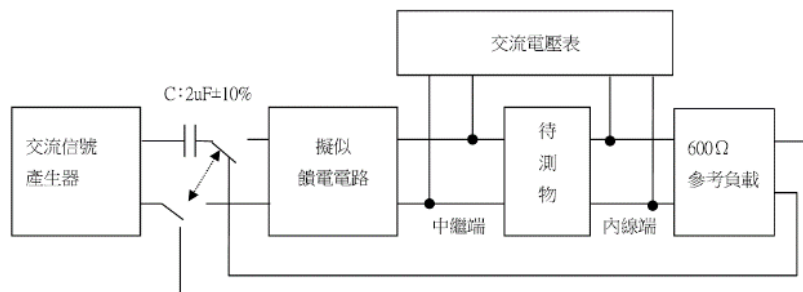 交流電壓表
C：2uF±10%
交流信號
產生器
擬似
饋電電路
待
測
物
600Ω
參考負載
中繼端
內線端